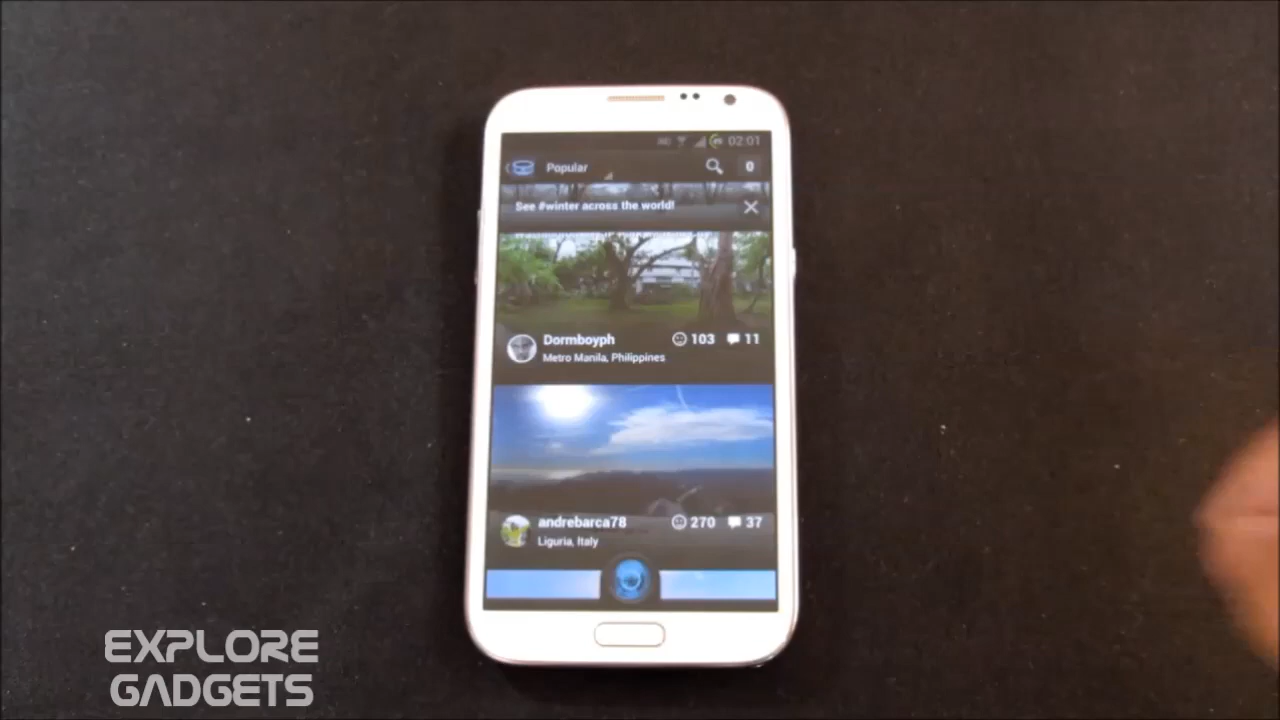 02:01
Popular
0
See #winter across the world!
Dormboyph
103
11
Metro Manila, Philippines
andrebarca78
270
37
Liguria, Italy
EXPLORE
GADGETS